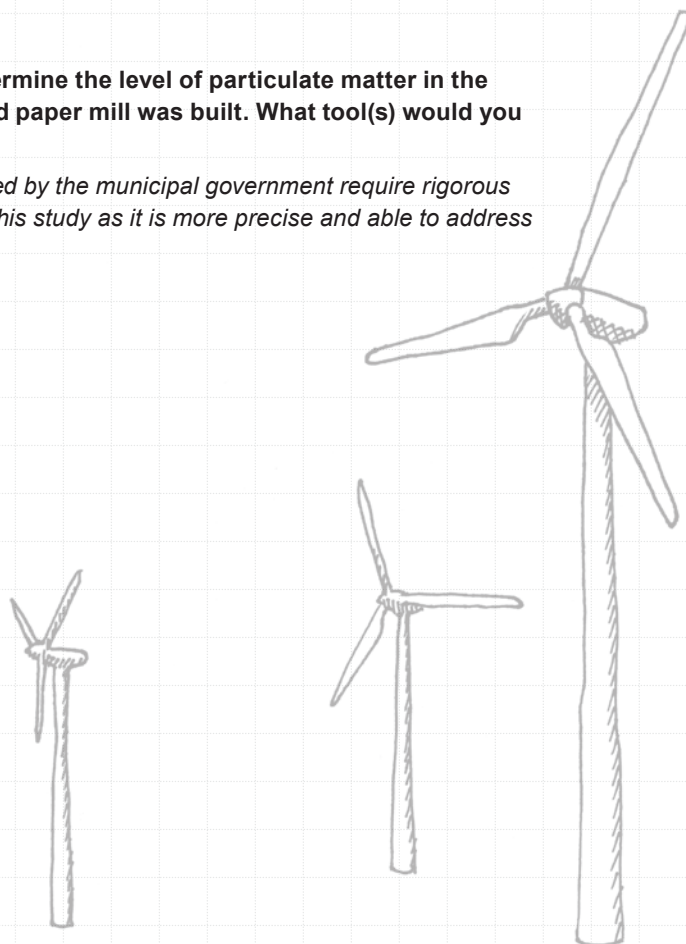 ermine the level of particulate matter in the
d paper mill was built. What tool(s) would you
ed by the municipal government require rigorous
his study as it is more precise and able to address